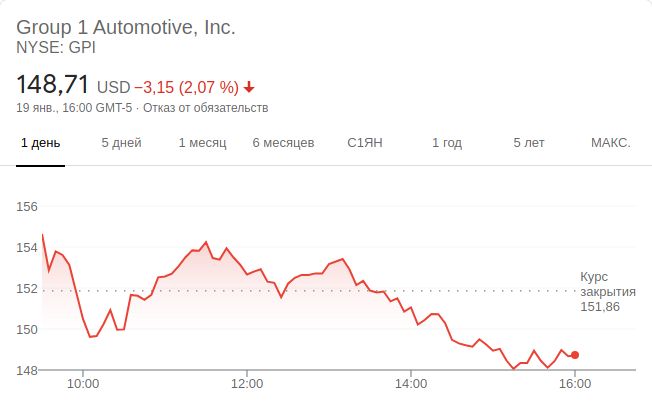 Group 1 Automotive, Inc.
NYSE: GPI
148,71 USD −3,15 (2,07 %)
19 янв., 16:00 GMT-5 · Отказ от обязательств
1 день 5 дней 1 месяц 6 месяцев С1ЯН 1 год 5 лет МАКС.
156
154
152
150
148
Курс
закрытия
151,86
10:00 12:00 14:00 16:00